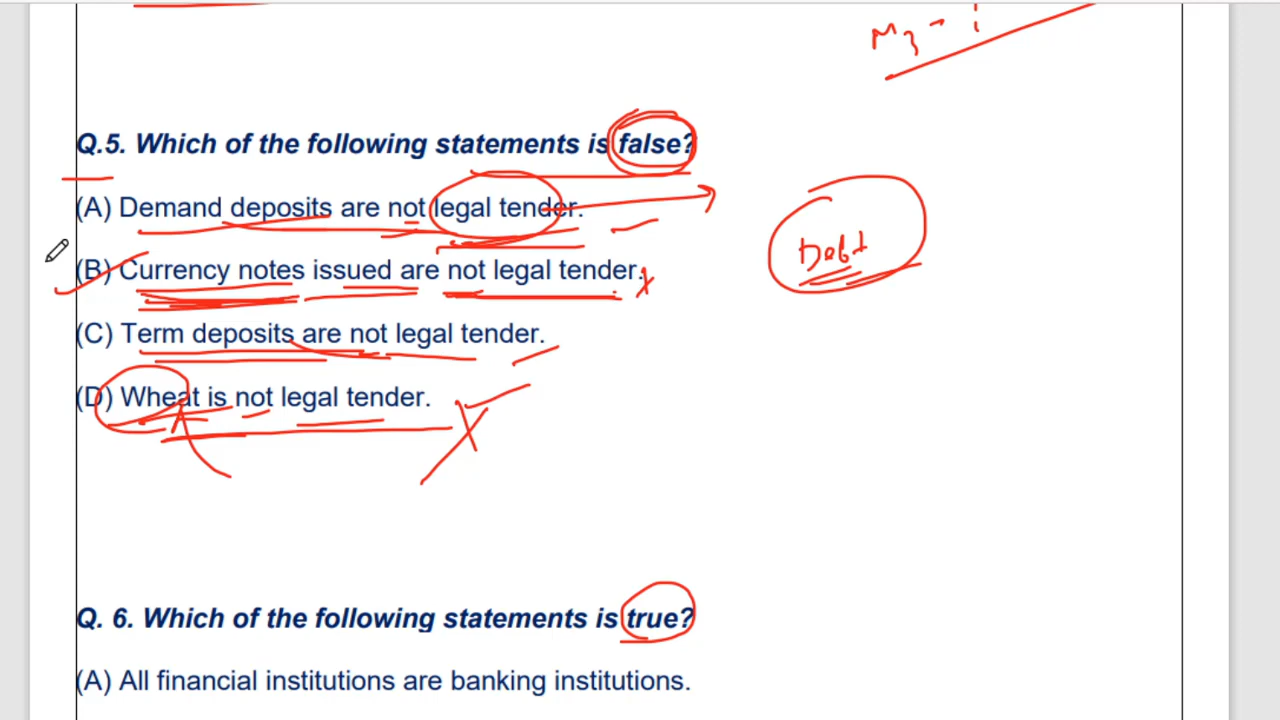 M3 -
Q.5. Which of the following statements is false?
(A) Demand deposits are not legal tender.
Debt
(B) Currency notes issued are not legal tender.
(C) Term deposits are not legal tender.
(D) Wheat is not legal tender.
Q. 6. Which of the following statements is true?
(A) All financial institutions are banking institutions.